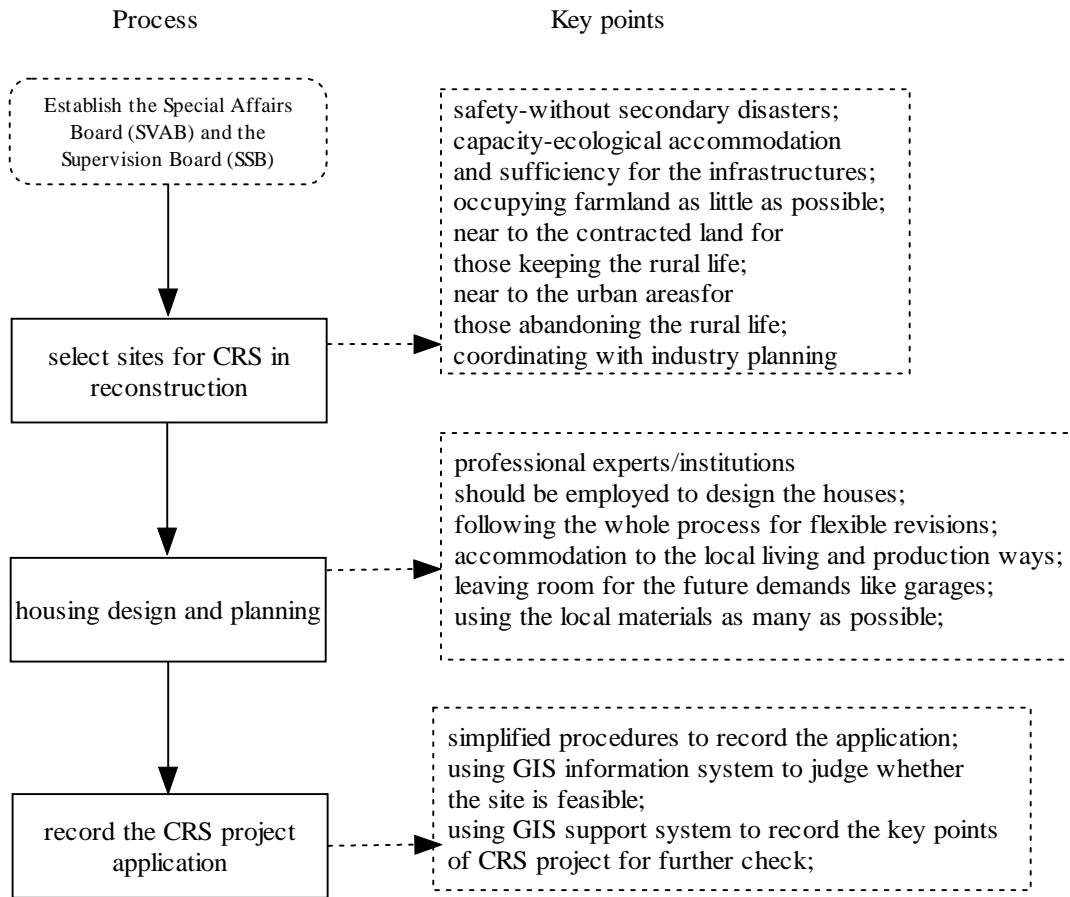 Process
Key points
Establish the Special Affairs
Board (SVAB) and the
Supervision Board (SSB)
safety-without secondary disasters;
capacity-ecological accommodation
and sufficiency for the infrastructures;
occupying farmland as little as possible;
near to the contracted land for
those keeping the rural life;
near to the urban areasfor
those abandoning the rural life;
coordinating with industry planning
select sites for CRS in
reconstruction
professional experts/institutions
should be employed to design the houses;
following the whole process for flexible revisions;
accommodation to the local living and production ways;
leaving room for the future demands like garages;
using the local materials as many as possible;
housing design and planning
simplified procedures to record the application;
using GIS information system to judge whether
the site is feasible;
using GIS support system to record the key points
of CRS project for further check;
record the CRS project
application